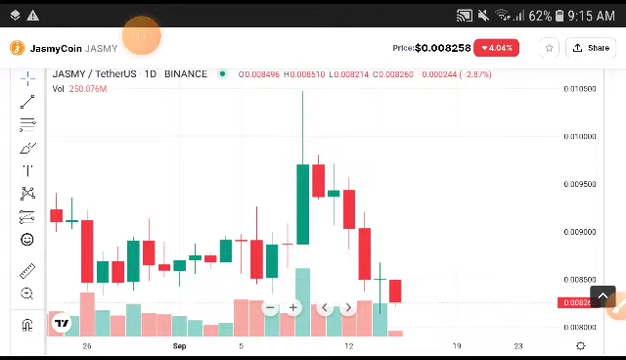 62% 9:15 AM
JasmyCoin JASMY Price:$0.008258 ▼4.04% Share
JASMY / TetherUS · 1D · BINANCE O0.008496 H0.008510 L0.008214 C0.008260 -0.000244 (-2.87%)
Vol 250.076M
0.010500
0.010000
0.009500
0.009000
0.008500
0.008000
26 Sep 5 12 19 23